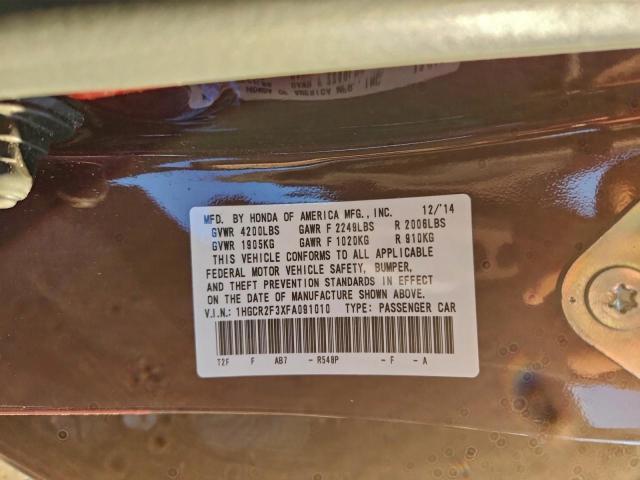 MFD. BY HONDA OF AMERICA MFG., INC. 12/'14
GVWR 4200LBS GAWR F 2249LBS R 2006LBS
GVWR 1905KG GAWR F 1020KG R 910KG
THIS VEHICLE CONFORMS TO ALL APPLICABLE
FEDERAL MOTOR VEHICLE SAFETY, BUMPER,
AND THEFT PREVENTION STANDARDS IN EFFECT
ON THE DATE OF MANUFACTURE SHOWN ABOVE.
V.I.N.: 1HGCR2F3XFA091010 TYPE: PASSENGER CAR
T2F F AB7 - R548P - F - A